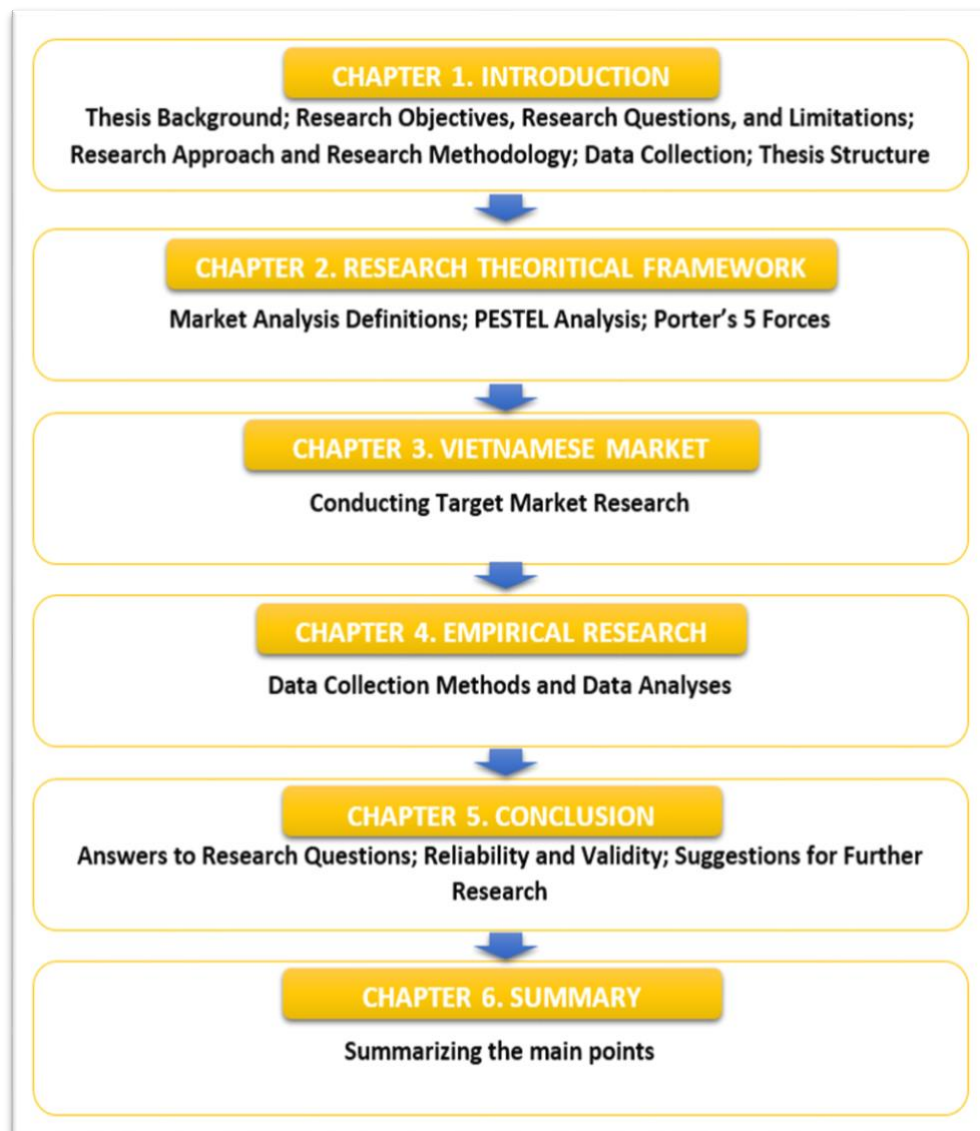 CHAPTER 1. INTRODUCTION
Thesis Background; Research Objectives, Research Questions, and Limitations;
Research Approach and Research Methodology; Data Collection; Thesis Structure
CHAPTER 2. RESEARCH THEORITICAL FRAMEWORK
Market Analysis Definitions; PESTEL Analysis; Porter’s 5 Forces
CHAPTER 3. VIETNAMESE MARKET
Conducting Target Market Research
CHAPTER 4. EMPIRICAL RESEARCH
Data Collection Methods and Data Analyses
CHAPTER 5. CONCLUSION
Answers to Research Questions; Reliability and Validity; Suggestions for Further
Research
CHAPTER 6. SUMMARY
Summarizing the main points